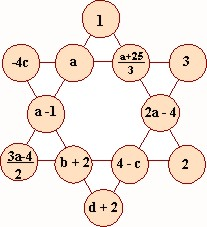 1
-4c a a+25/3 3
a -1 2a - 4
3a-4/2 b + 2 4 - c 2
d + 2